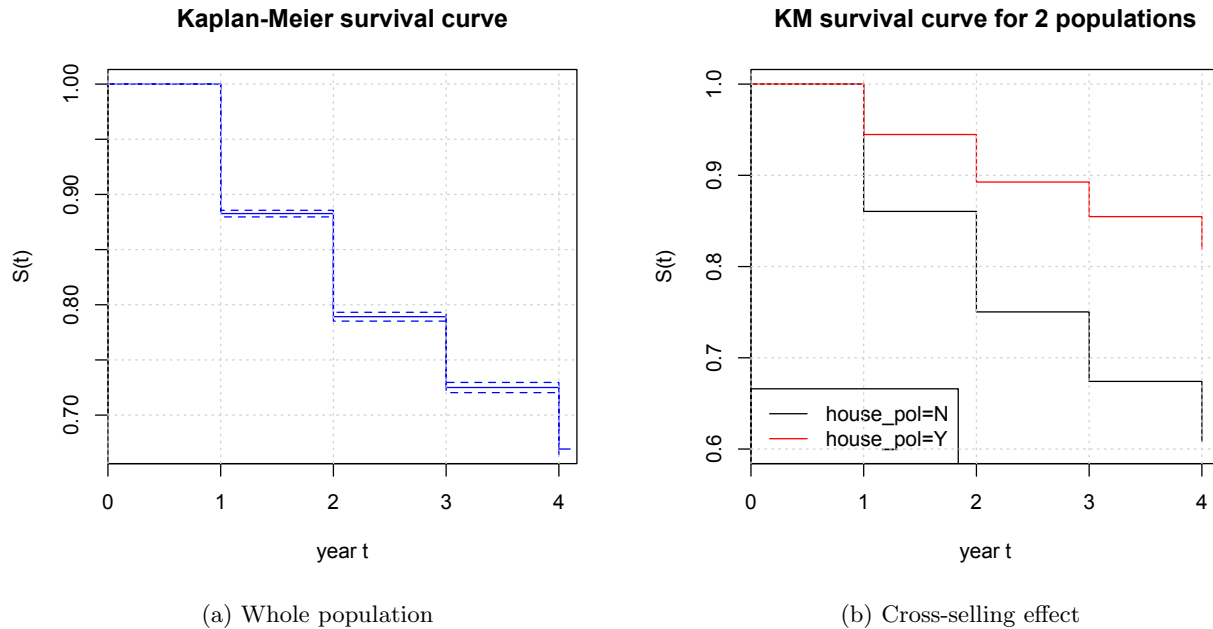 Kaplan-Meier survival curve
S(t)
1.00
0.90
0.80
0.70
0 1 2 3 4
year t
(a) Whole population
KM survival curve for 2 populations
S(t)
1.0
0.9
0.8
0.7
0.6
house_pol=N
house_pol=Y
0 1 2 3 4
year t
(b) Cross-selling effect